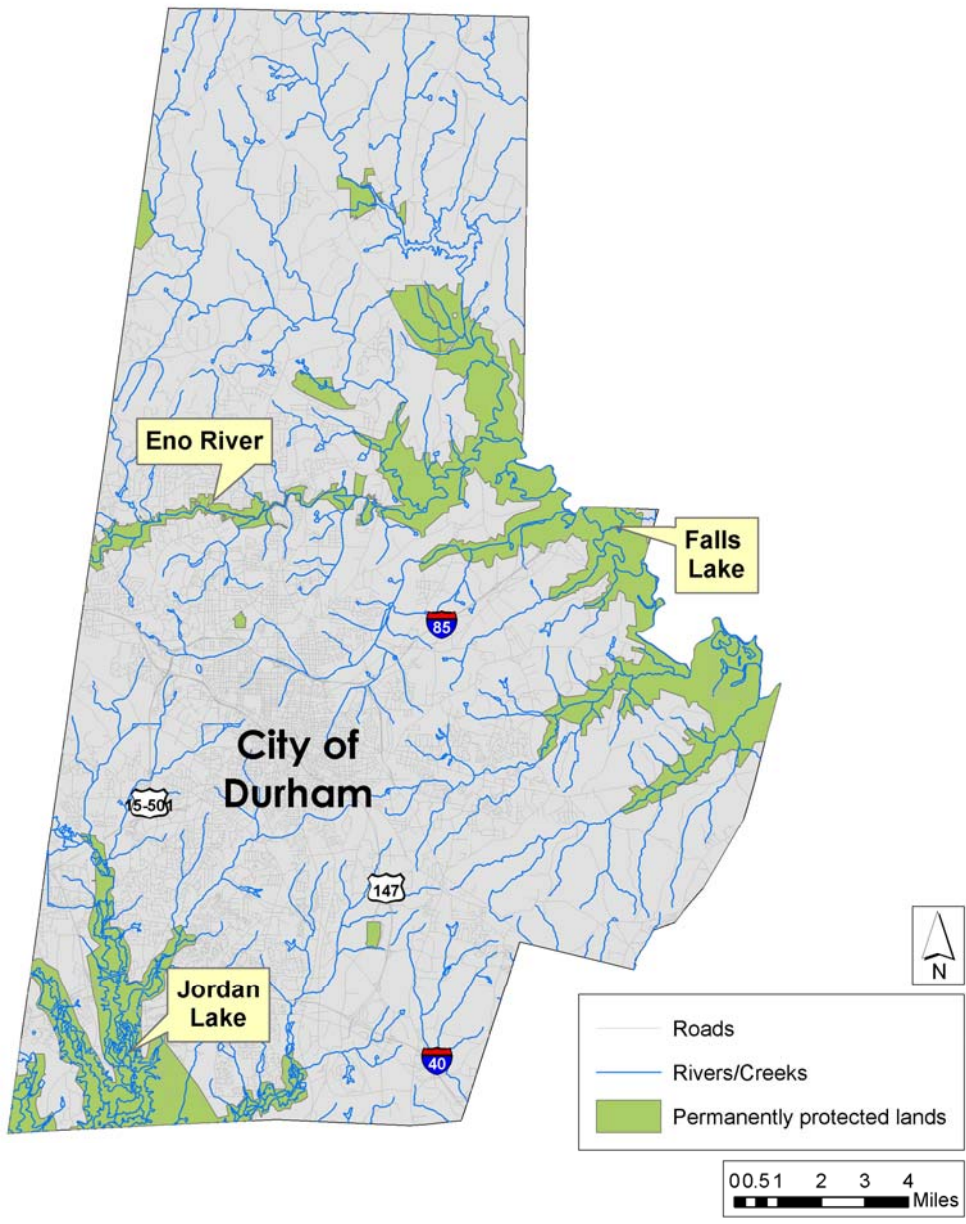 Eno River
Falls
Lake
85
City of
Durham
15-501
147
Jordan
Lake
40
N
Roads
Rivers/Creeks
Permanently protected lands
0 0.5 1 2 3 4
Miles